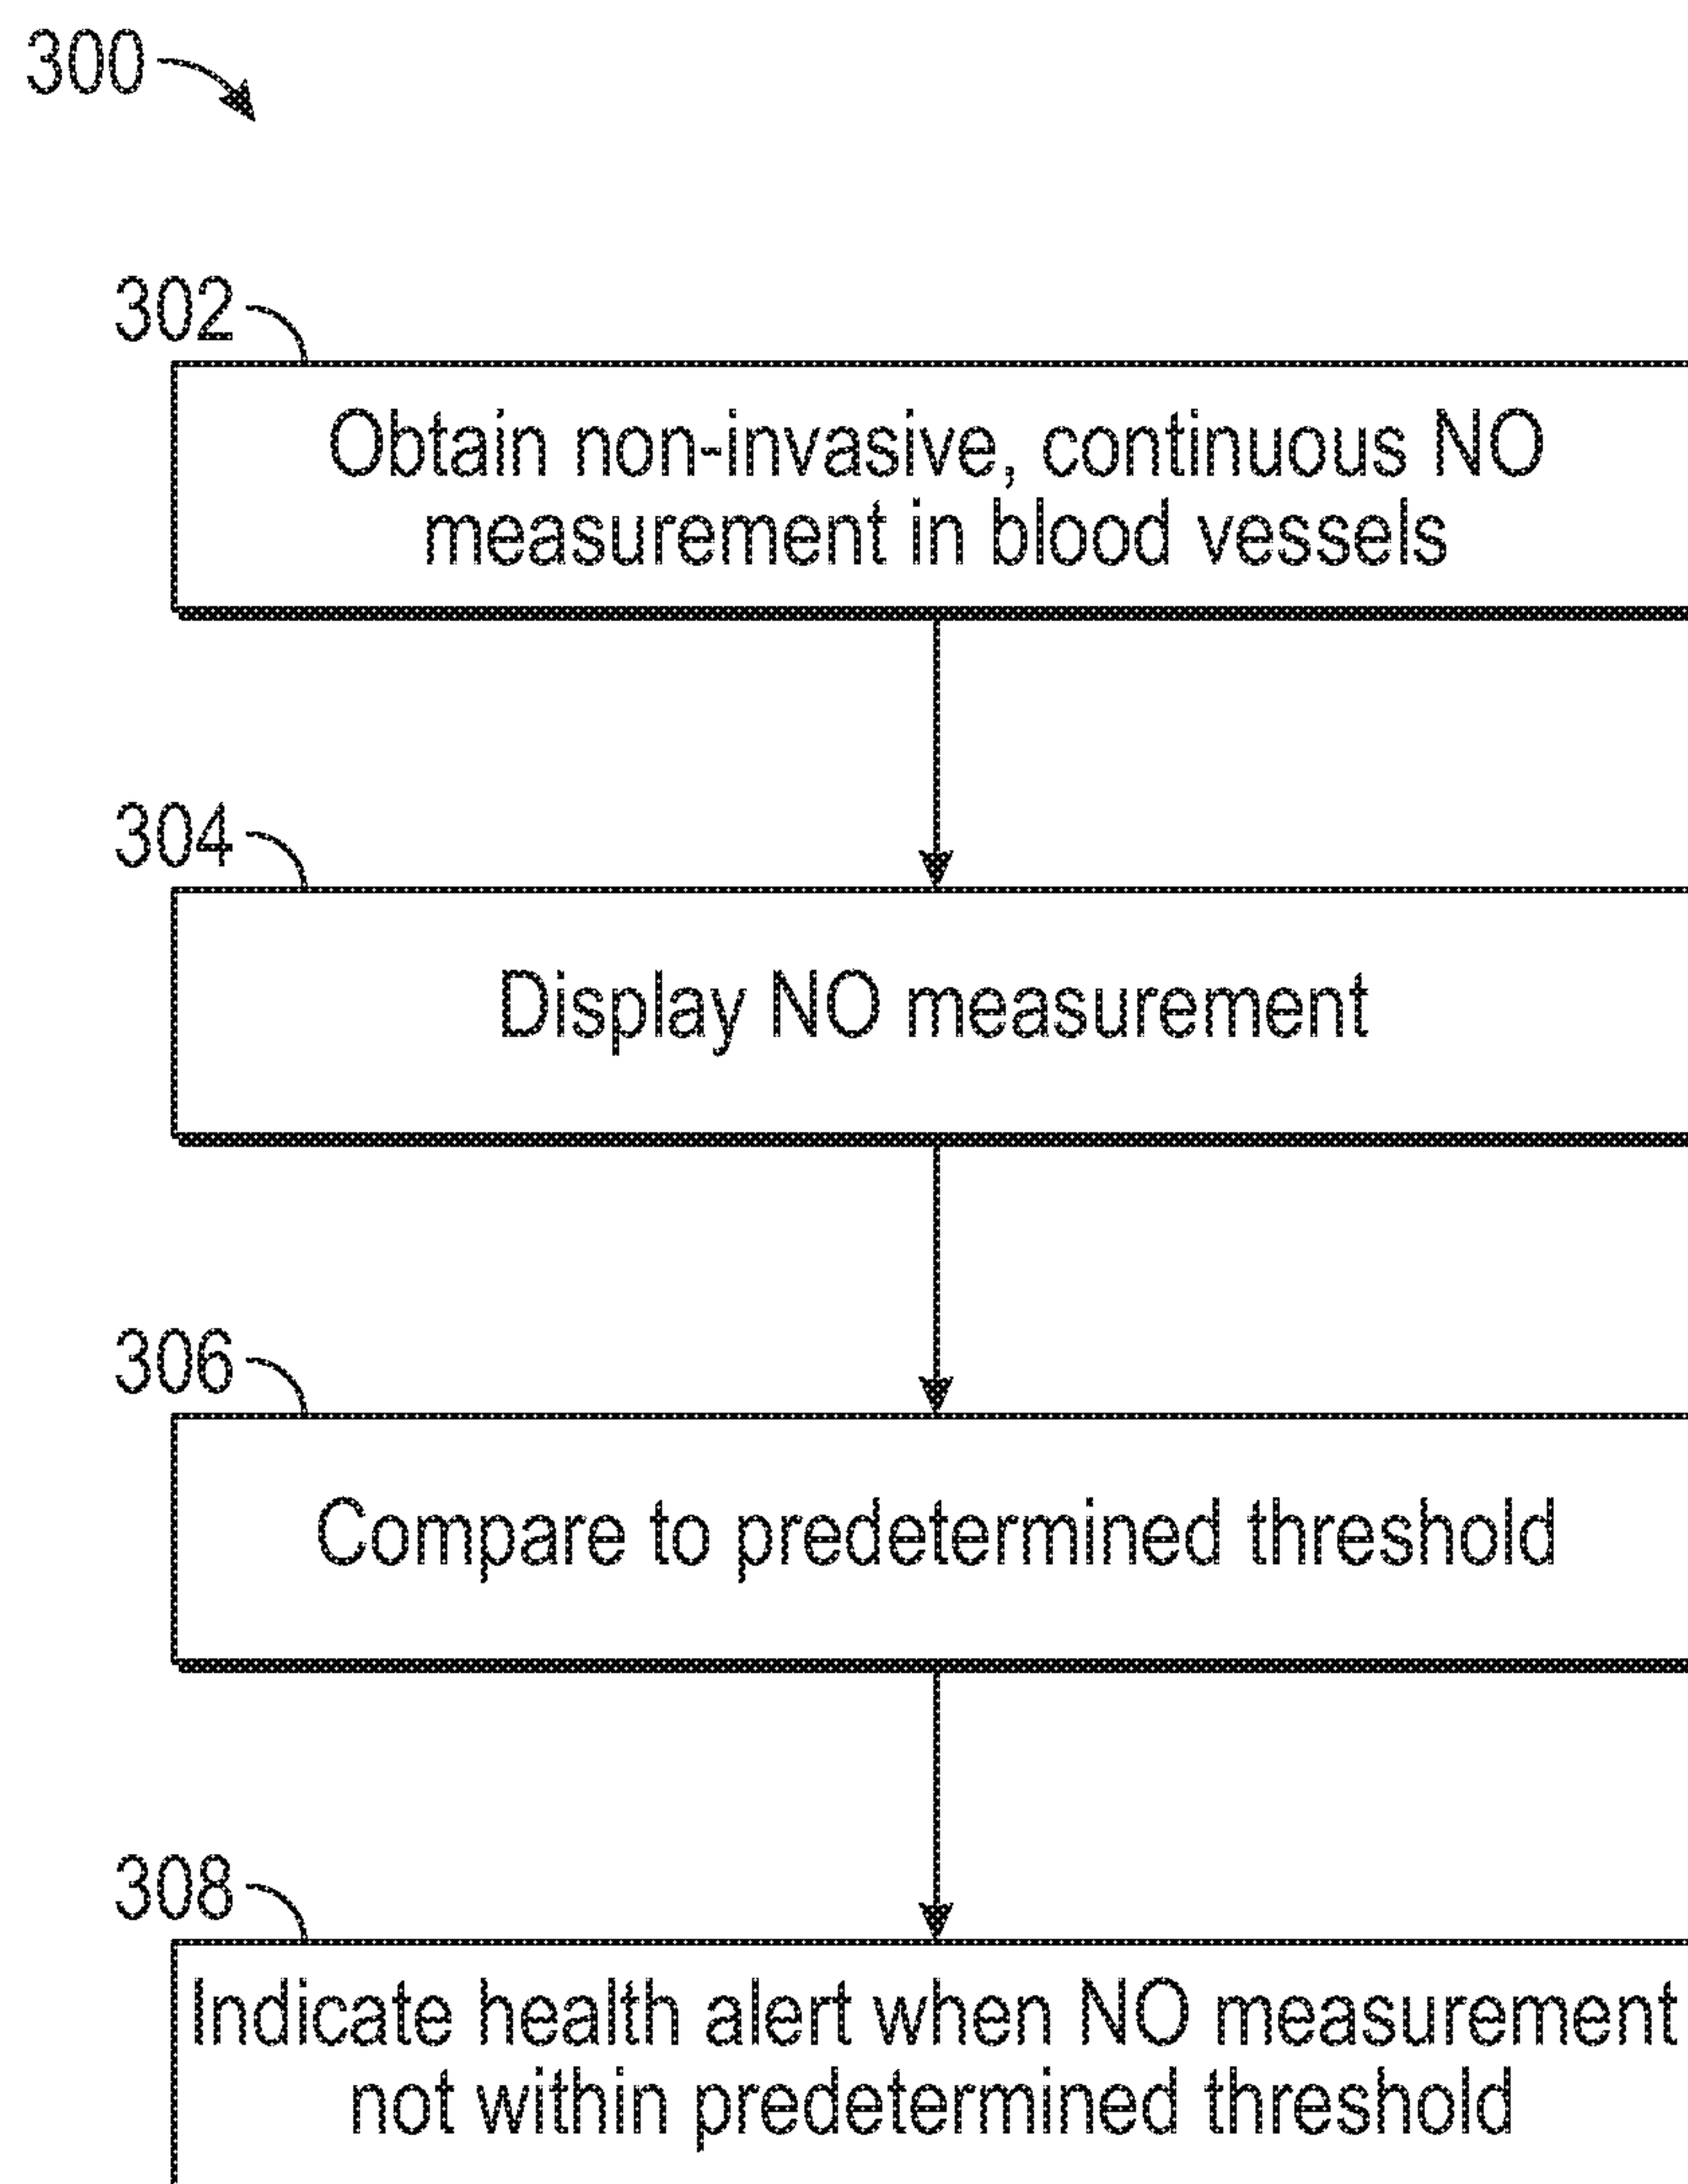 300
302
Obtain non-invasive, continuous NO
measurement in blood vessels
304
Display NO measurement
306
Compare to predetermined threshold
308
Indicate health alert when NO measurement
not within predetermined threshold